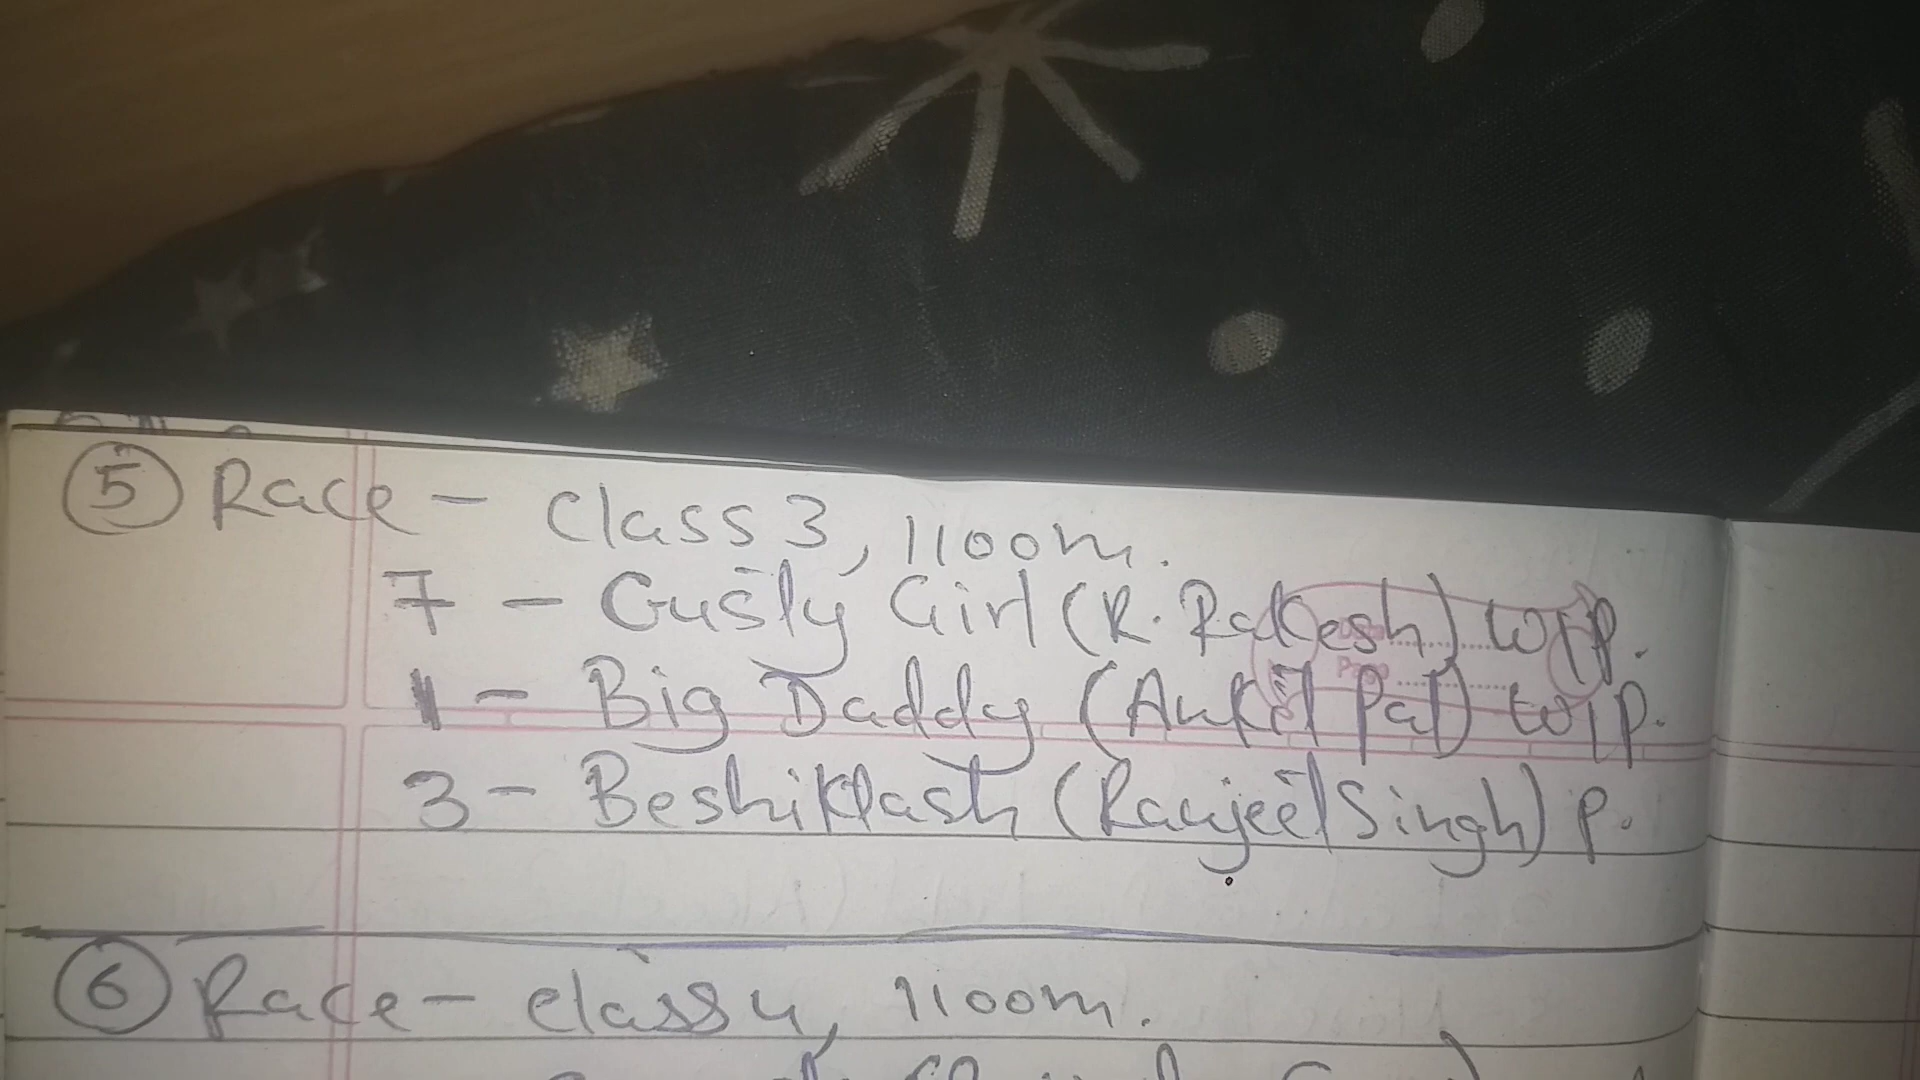 ⑤ Race - Class 3, 1100m.
7 - Gusty Girl (R. Rakesh) W/P.
1 - Big Daddy (Ankit Pal) W/P.
3 - Beshiktash (Ranjeet Singh) P.
⑥ Race - class 4, 1100m.